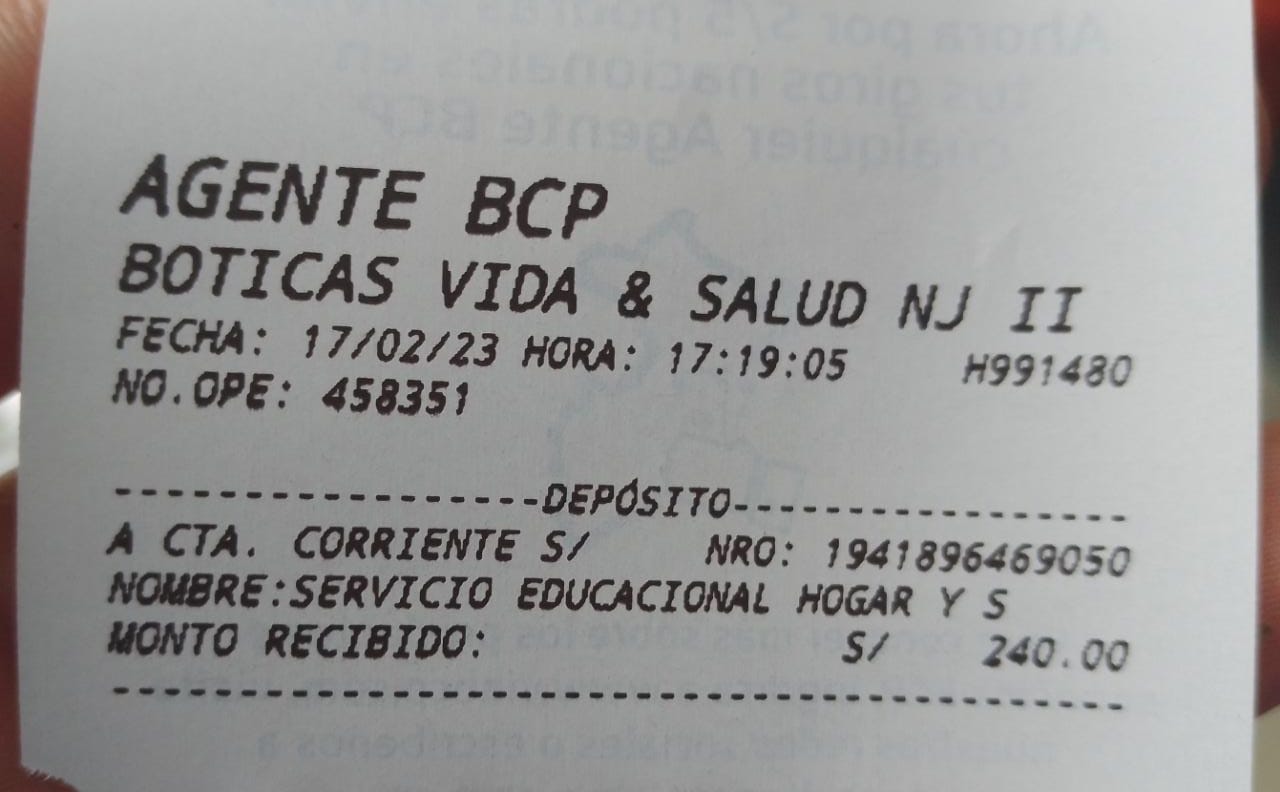 AGENTE BCP
BOTICAS VIDA & SALUD NJ II
FECHA: 17/02/23 HORA: 17:19:05 H991480
NO.OPE: 458351
------------------DEPÓSITO------------------
A CTA. CORRIENTE S/ NRO: 1941896469050
NOMBRE:SERVICIO EDUCACIONAL HOGAR Y S
MONTO RECIBIDO: S/ 240.00
--------------------------------------------